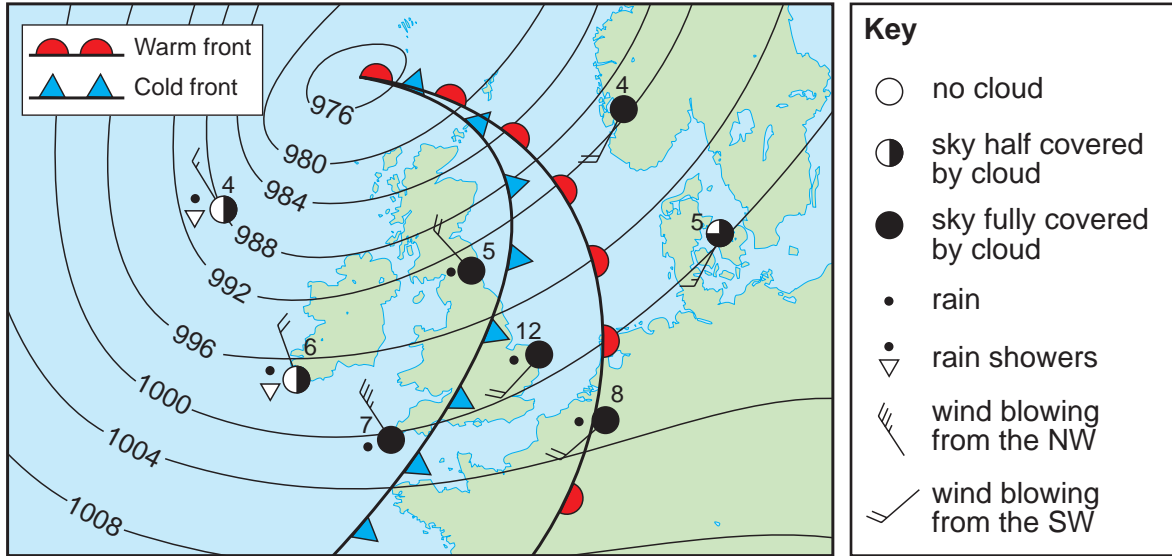 Warm front
Cold front
976
980
984
988
992
996
1000
1004
1008
4
4
5
5
6
12
7
8
Key
no cloud
sky half covered
by cloud
sky fully covered
by cloud
rain
rain showers
wind blowing
from the NW
wind blowing
from the SW